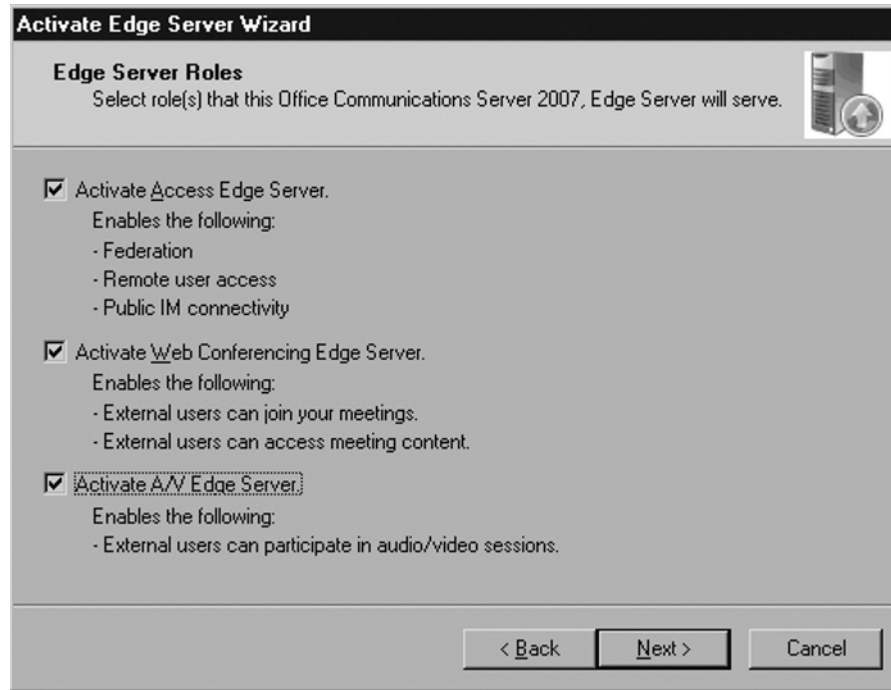 Activate Edge Server Wizard
Edge Server Roles
Select role(s) that this Office Communications Server 2007, Edge Server will serve.
Activate Access Edge Server.
Enables the following:
- Federation
- Remote user access
- Public IM connectivity
Activate Web Conferencing Edge Server.
Enables the following:
- External users can join your meetings.
- External users can access meeting content.
Activate A/V Edge Server.
Enables the following:
- External users can participate in audio/video sessions.
< Back Next > Cancel